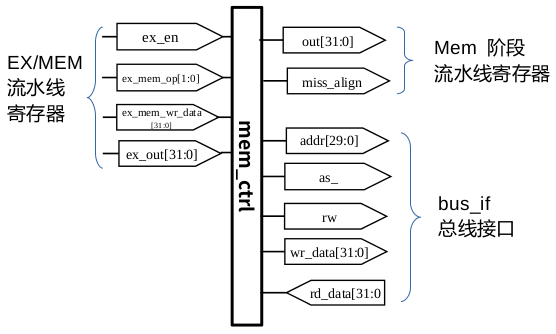 EX/MEM
流水线
寄存器
ex_en
ex_mem_op[1:0]
ex_mem_wr_data
[31:0]
ex_out[31:0]
mem_ctrl
out[31:0]
miss_align
addr[29:0]
as_
rw
wr_data[31:0]
rd_data[31:0
Mem 阶段
流水线寄存器
bus_if
总线接口